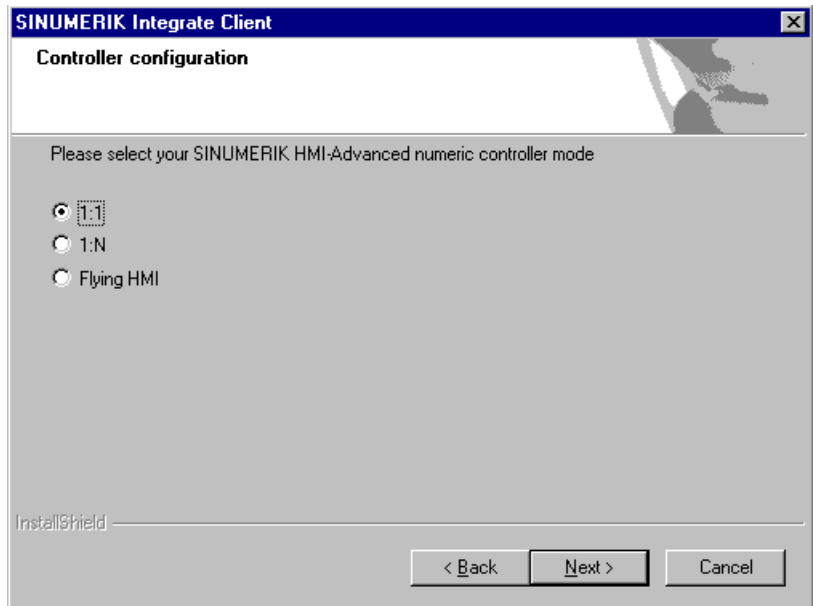 SINUMERIK Integrate Client
Controller configuration
Please select your SINUMERIK HMI-Advanced numeric controller mode
1:1
1:N
Flying HMI
InstallShield
< Back
Next >
Cancel